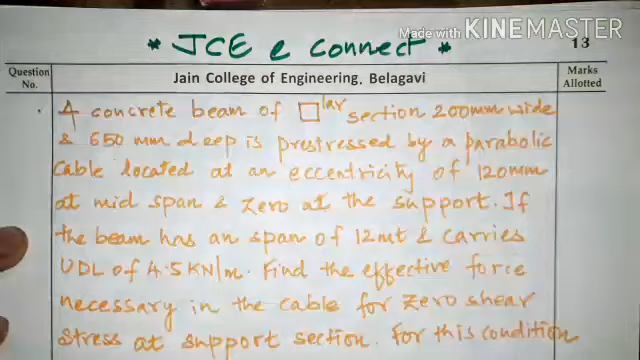 Made with KINEMASTER
* JCE e Connect *
13
Question No.
Jain College of Engineering, Belagavi
Marks Allotted
A concrete beam of □lar section 200mm wide
& 650 mm deep is prestressed by a parabolic
cable located at an eccentricity of 120mm
at mid span & zero at the support. If
the beam has an span of 12mt & carries
UDL of 4.5KN/m. Find the effective force
necessary in the cable for zero shear
stress at support section. For this condition